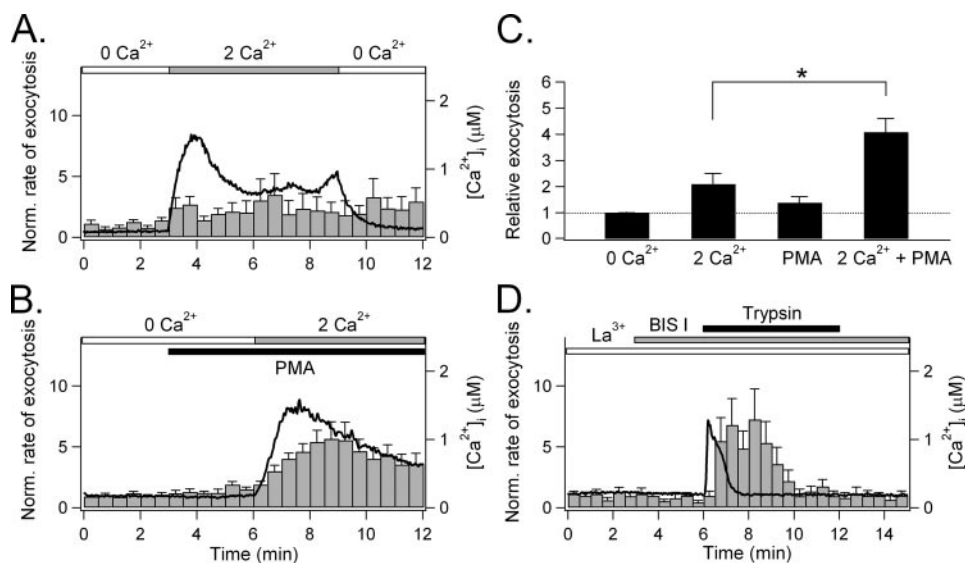 A.
0 Ca²⁺ 2 Ca²⁺ 0 Ca²⁺
Norm. rate of exocytosis
10
5
0
2
1
0
[Ca²⁺]i (μM)
0 2 4 6 8 10 12
B.
0 Ca²⁺ 2 Ca²⁺
PMA
Norm. rate of exocytosis
10
5
0
2
1
0
[Ca²⁺]i (μM)
0 2 4 6 8 10 12
Time (min)
C.
*
Relative exocytosis
6
5
4
3
2
1
0
0 Ca²⁺ 2 Ca²⁺ PMA 2 Ca²⁺ + PMA
D.
Trypsin
BIS I
La³⁺
Norm. rate of exocytosis
10
5
0
2
1
0
[Ca²⁺]i (μM)
0 2 4 6 8 10 12 14
Time (min)